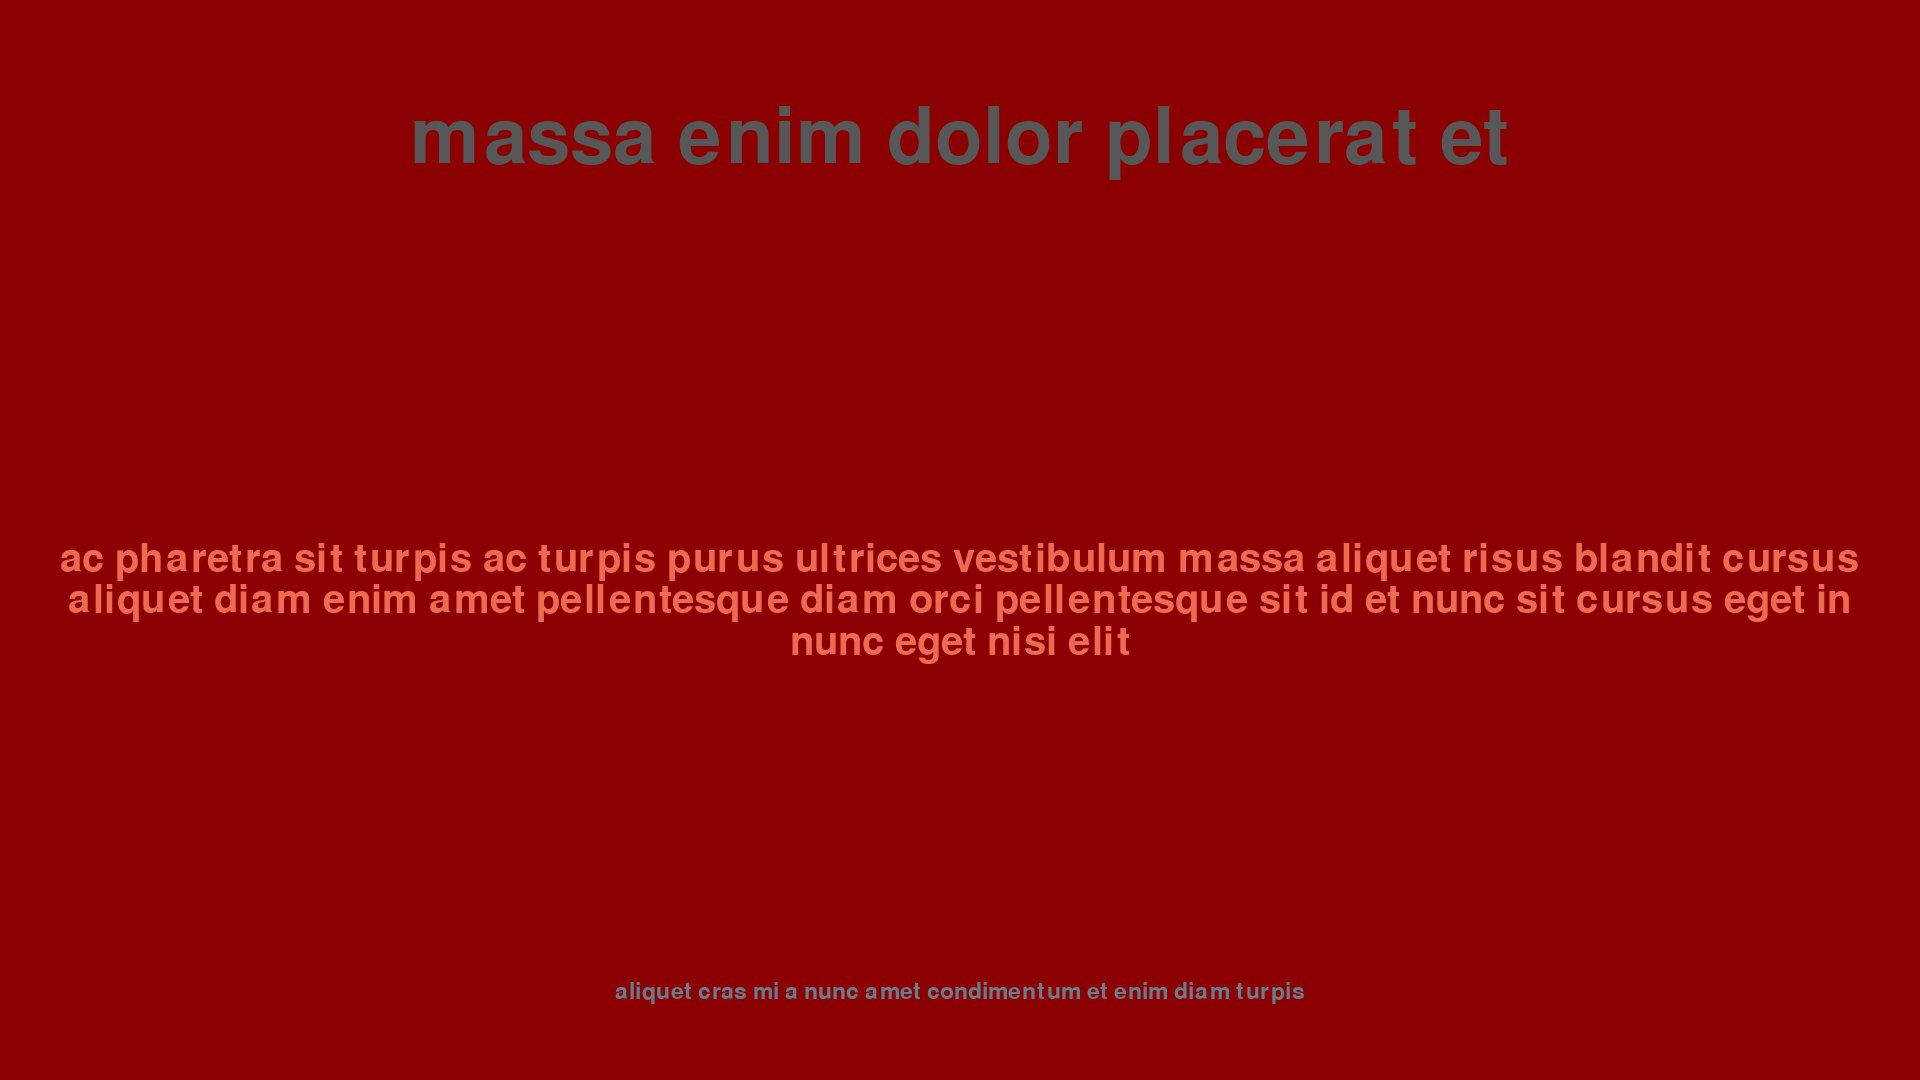 massa enim dolor placerat et
ac pharetra sit turpis ac turpis purus ultrices vestibulum massa aliquet risus blandit cursus
aliquet diam enim amet pellentesque diam orci pellentesque sit id et nunc sit cursus eget in
nunc eget nisi elit
aliquet cras mi a nunc amet condimentum et enim diam turpis